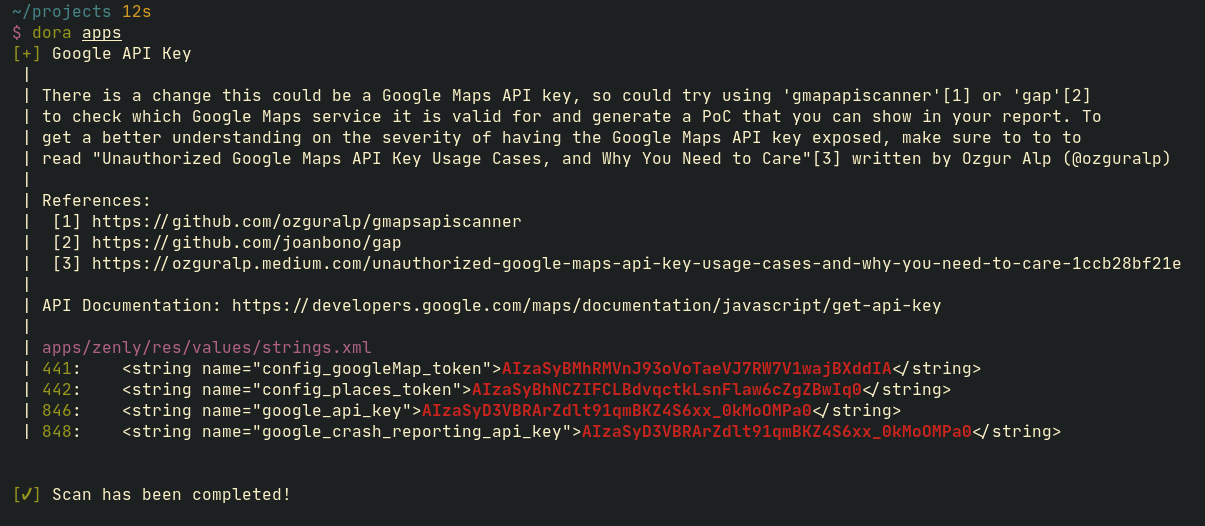 ~/projects 12s
$ dora apps
[+] Google API Key
|
| There is a change this could be a Google Maps API key, so could try using 'gmapapiscanner'[1] or 'gap'[2]
| to check which Google Maps service it is valid for and generate a PoC that you can show in your report. To
| get a better understanding on the severity of having the Google Maps API key exposed, make sure to to to
| read "Unauthorized Google Maps API Key Usage Cases, and Why You Need to Care"[3] written by Ozgur Alp (@ozguralp)
|
| References:
|  [1] https://github.com/ozguralp/gmapsapiscanner
|  [2] https://github.com/joanbono/gap
|  [3] https://ozguralp.medium.com/unauthorized-google-maps-api-key-usage-cases-and-why-you-need-to-care-1ccb28bf21e
|
| API Documentation: https://developers.google.com/maps/documentation/javascript/get-api-key
|
| apps/zenly/res/values/strings.xml
| 441:    <string name="config_googleMap_token">AIzaSyBMhRMVnJ93oVoTaeVJ7RW7V1wajBXddIA</string>
| 442:    <string name="config_places_token">AIzaSyBhNCZIFCLBdvqctkLsnFlaw6cZgZBwIq0</string>
| 846:    <string name="google_api_key">AIzaSyD3VBRArZdlt91qmBKZ4S6xx_0kMoOMPa0</string>
| 848:    <string name="google_crash_reporting_api_key">AIzaSyD3VBRArZdlt91qmBKZ4S6xx_0kMoOMPa0</string>
[✓] Scan has been completed!